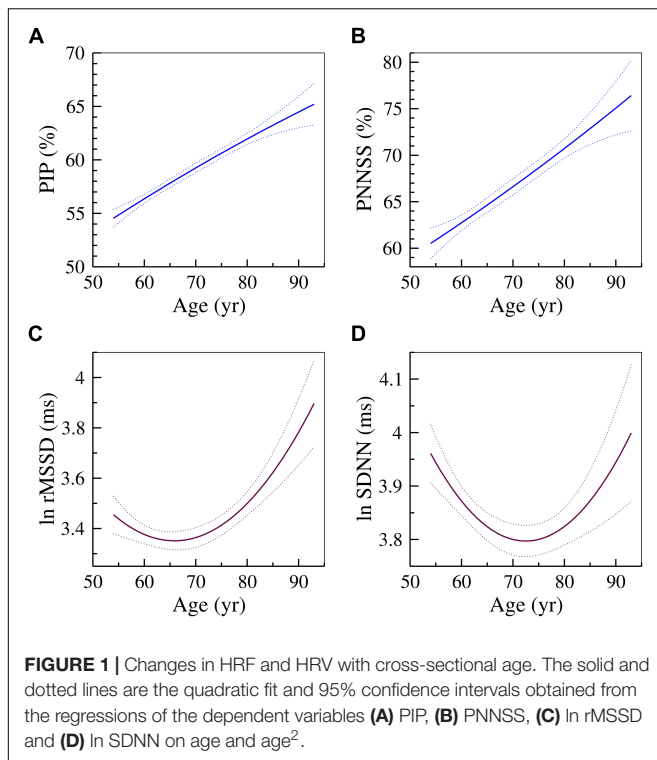 A
70
65
60
55
50
PIP (%)
50 60 70 80 90
Age (yr)
B
80
75
70
65
60
PNNSS (%)
50 60 70 80 90
Age (yr)
C
4
3.8
3.6
3.4
ln rMSSD (ms)
50 60 70 80 90
Age (yr)
D
4.1
4
3.9
3.8
ln SDNN (ms)
50 60 70 80 90
Age (yr)
FIGURE 1 | Changes in HRF and HRV with cross-sectional age. The solid and
dotted lines are the quadratic fit and 95% confidence intervals obtained from
the regressions of the dependent variables (A) PIP, (B) PNNSS, (C) ln rMSSD
and (D) ln SDNN on age and age².